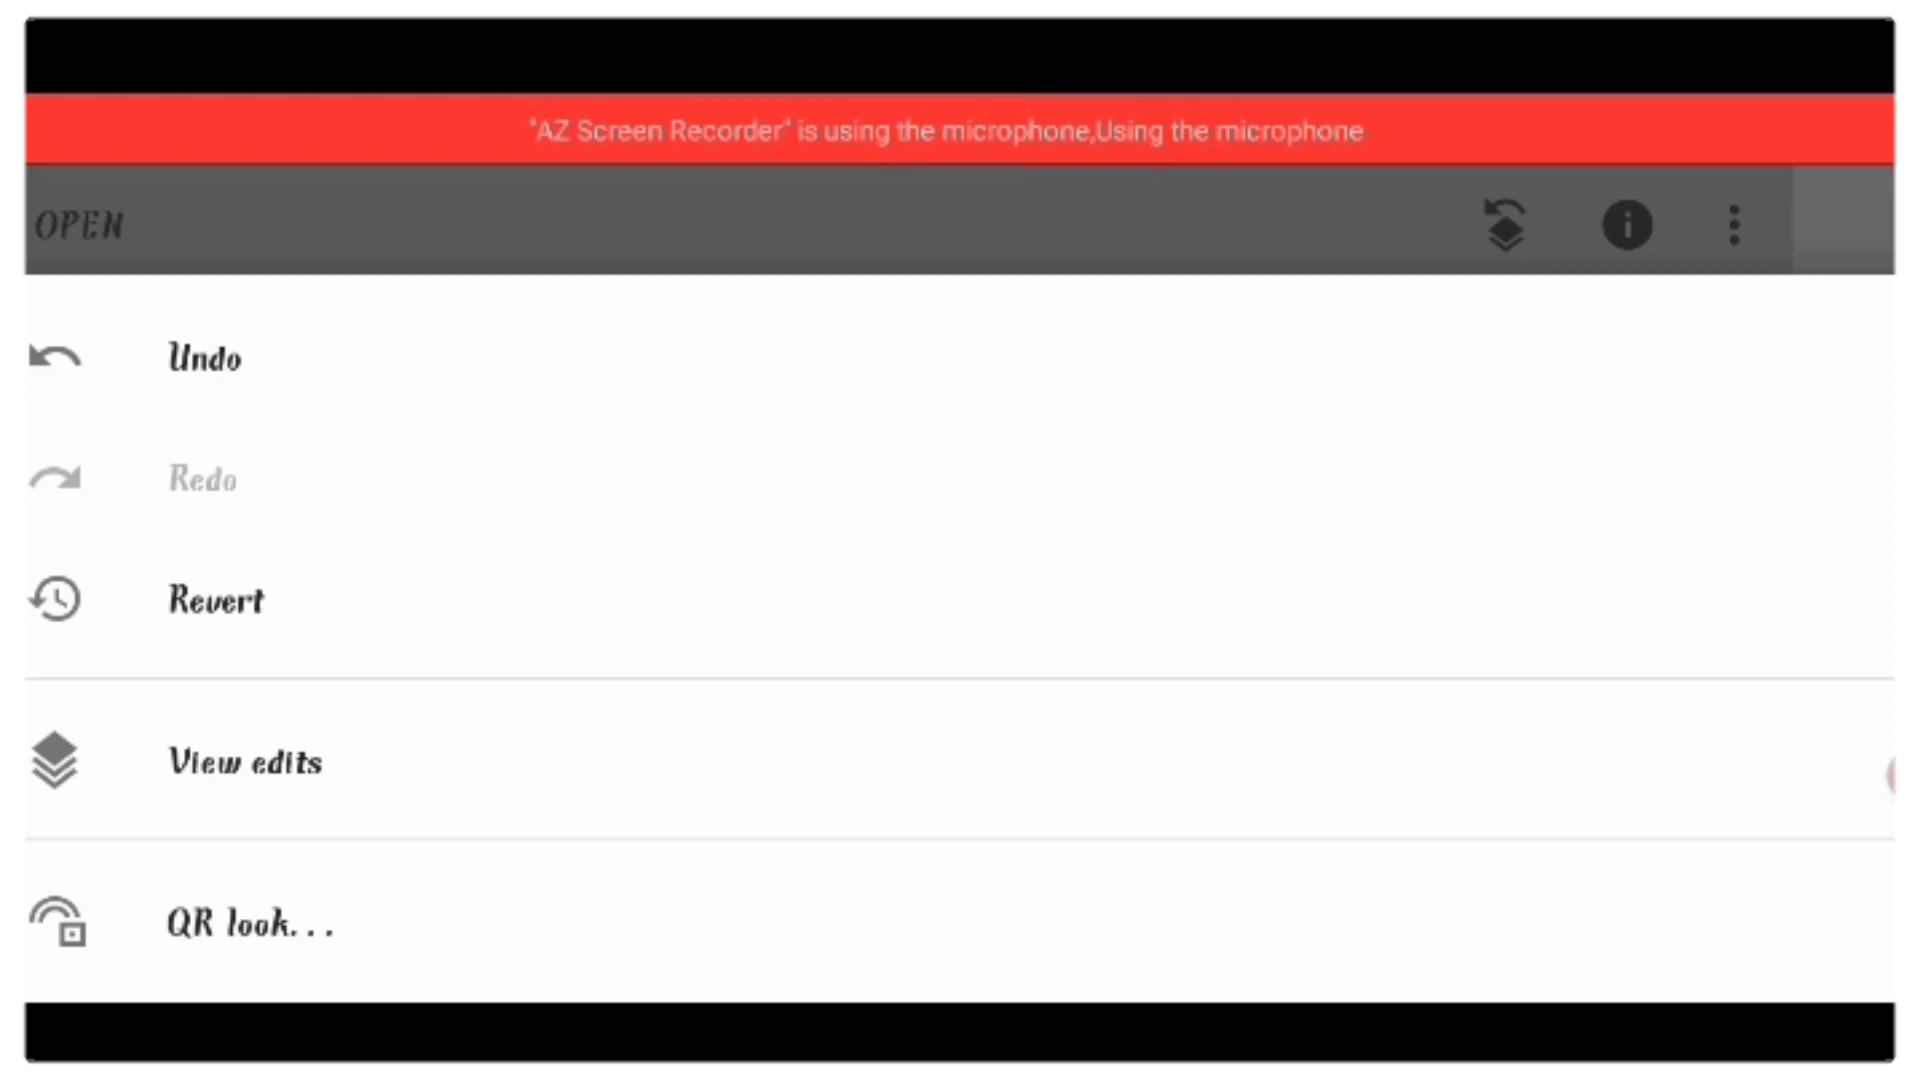 "AZ Screen Recorder" is using the microphone,Using the microphone
OPEN
Undo
Redo
Revert
View edits
QR look...